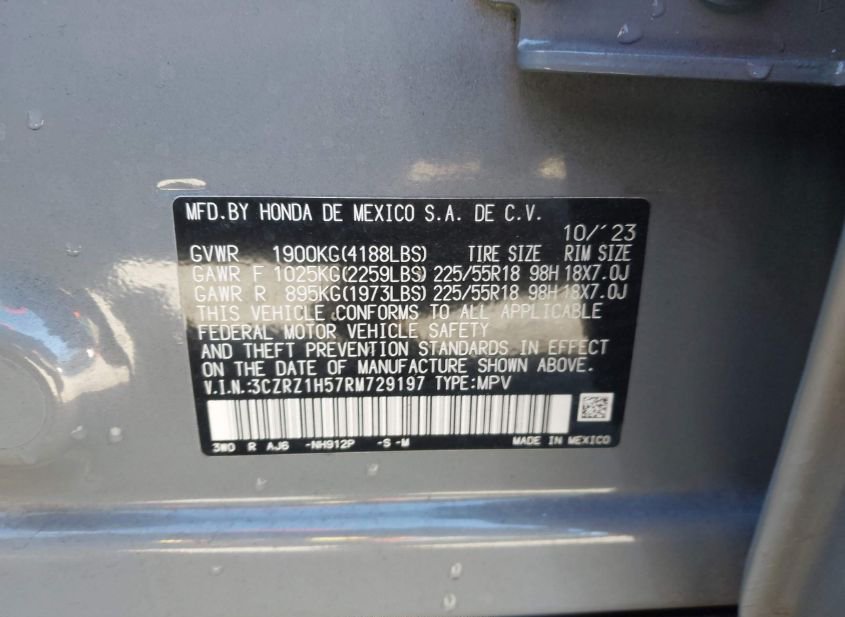 MFD.BY HONDA DE MEXICO S.A. DE C.V.
10/'23
GVWR 1900KG(4188LBS) TIRE SIZE RIM SIZE
GAWR F 1025KG(2259LBS) 225/55R18 98H 18X7.0J
GAWR R 895KG(1973LBS) 225/55R18 98H 18X7.0J
THIS VEHICLE CONFORMS TO ALL APPLICABLE
FEDERAL MOTOR VEHICLE SAFETY
AND THEFT PREVENTION STANDARDS IN EFFECT
ON THE DATE OF MANUFACTURE SHOWN ABOVE.
V.I.N.:3CZRZ1H57RM729197 TYPE:MPV
3W0 R AJ6 -NH912P -S -M MADE IN MEXICO